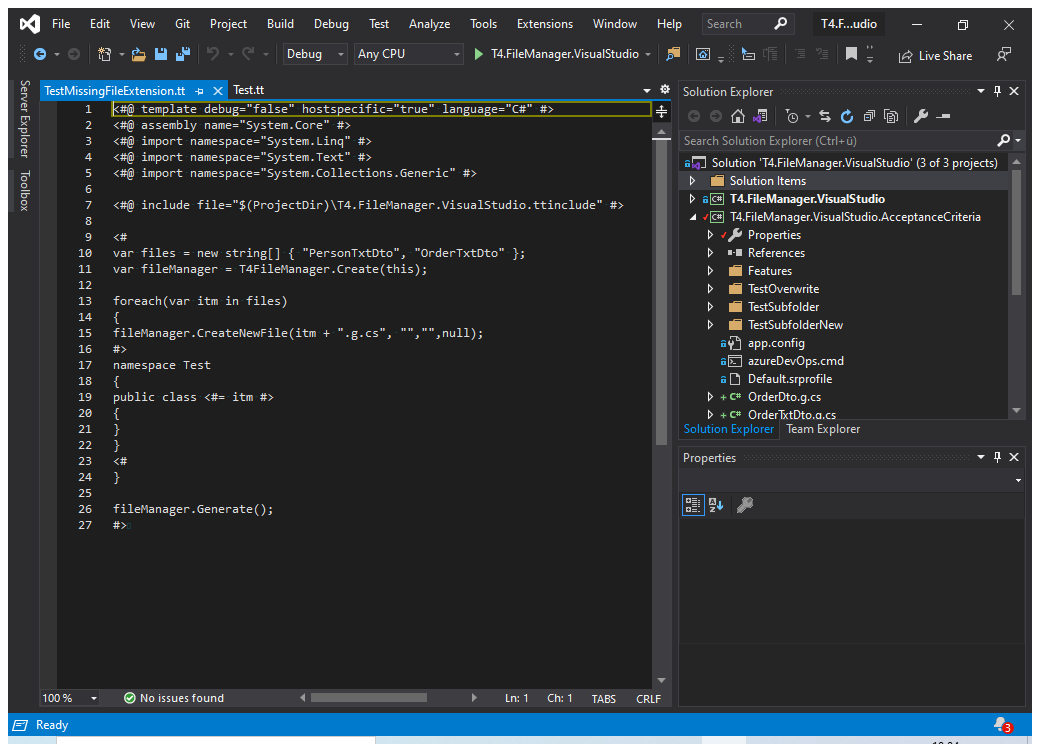 File Edit View Git Project Build Debug Test Analyze Tools Extensions Window Help Search T4.F...udio
Debug Any CPU T4.FileManager.VisualStudio Live Share
Server Explorer
Toolbox
TestMissingFileExtension.tt Test.tt
1 <#@ template debug="false" hostspecific="true" language="C#" #>
2 <#@ assembly name="System.Core" #>
3 <#@ import namespace="System.Linq" #>
4 <#@ import namespace="System.Text" #>
5 <#@ import namespace="System.Collections.Generic" #>
6
7 <#@ include file="$(ProjectDir)\T4.FileManager.VisualStudio.ttinclude" #>
8
9 <#
10 var files = new string[] { "PersonTxtDto", "OrderTxtDto" };
11 var fileManager = T4FileManager.Create(this);
12
13 foreach(var itm in files)
14 {
15 fileManager.CreateNewFile(itm + ".g.cs", "","",null);
16 #>
17 namespace Test
18 {
19 public class <#= itm #>
20 {
21 }
22 }
23 <#
24 }
25
26 fileManager.Generate();
27 #>
100 % No issues found Ln: 1 Ch: 1 TABS CRLF
Solution Explorer
Search Solution Explorer (Ctrl+ü)
Solution 'T4.FileManager.VisualStudio' (3 of 3 projects)
Solution Items
C# T4.FileManager.VisualStudio
C# T4.FileManager.VisualStudio.AcceptanceCriteria
Properties
References
Features
TestOverwrite
TestSubfolder
TestSubfolderNew
app.config
azureDevOps.cmd
Default.srprofile
+ C# OrderDto.g.cs
+ C# OrderTxtDto.g.cs
Solution Explorer Team Explorer
Properties
Ready 3